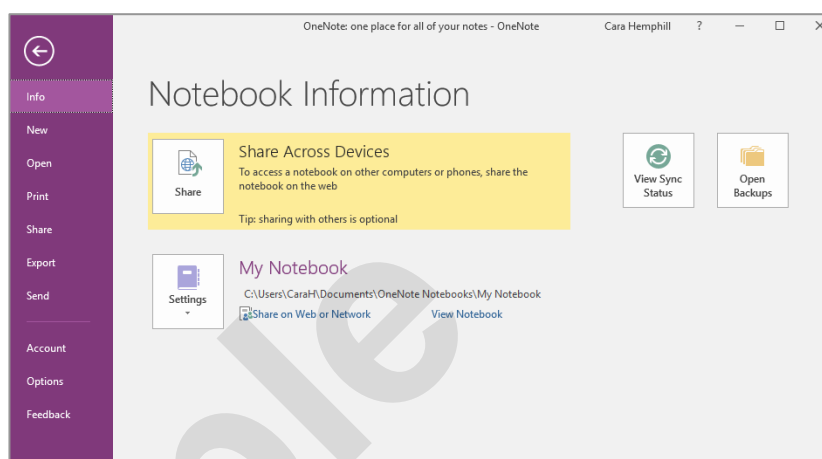 OneNote: one place for all of your notes - OneNote
Cara Hemphill
?
Info
New
Open
Print
Share
Export
Send
Account
Options
Feedback
Notebook Information
Share
Share Across Devices
To access a notebook on other computers or phones, share the
notebook on the web
Tip: sharing with others is optional
View Sync
Status
Open
Backups
Settings
My Notebook
C:\Users\CaraH\Documents\OneNote Notebooks\My Notebook
Share on Web or Network
View Notebook